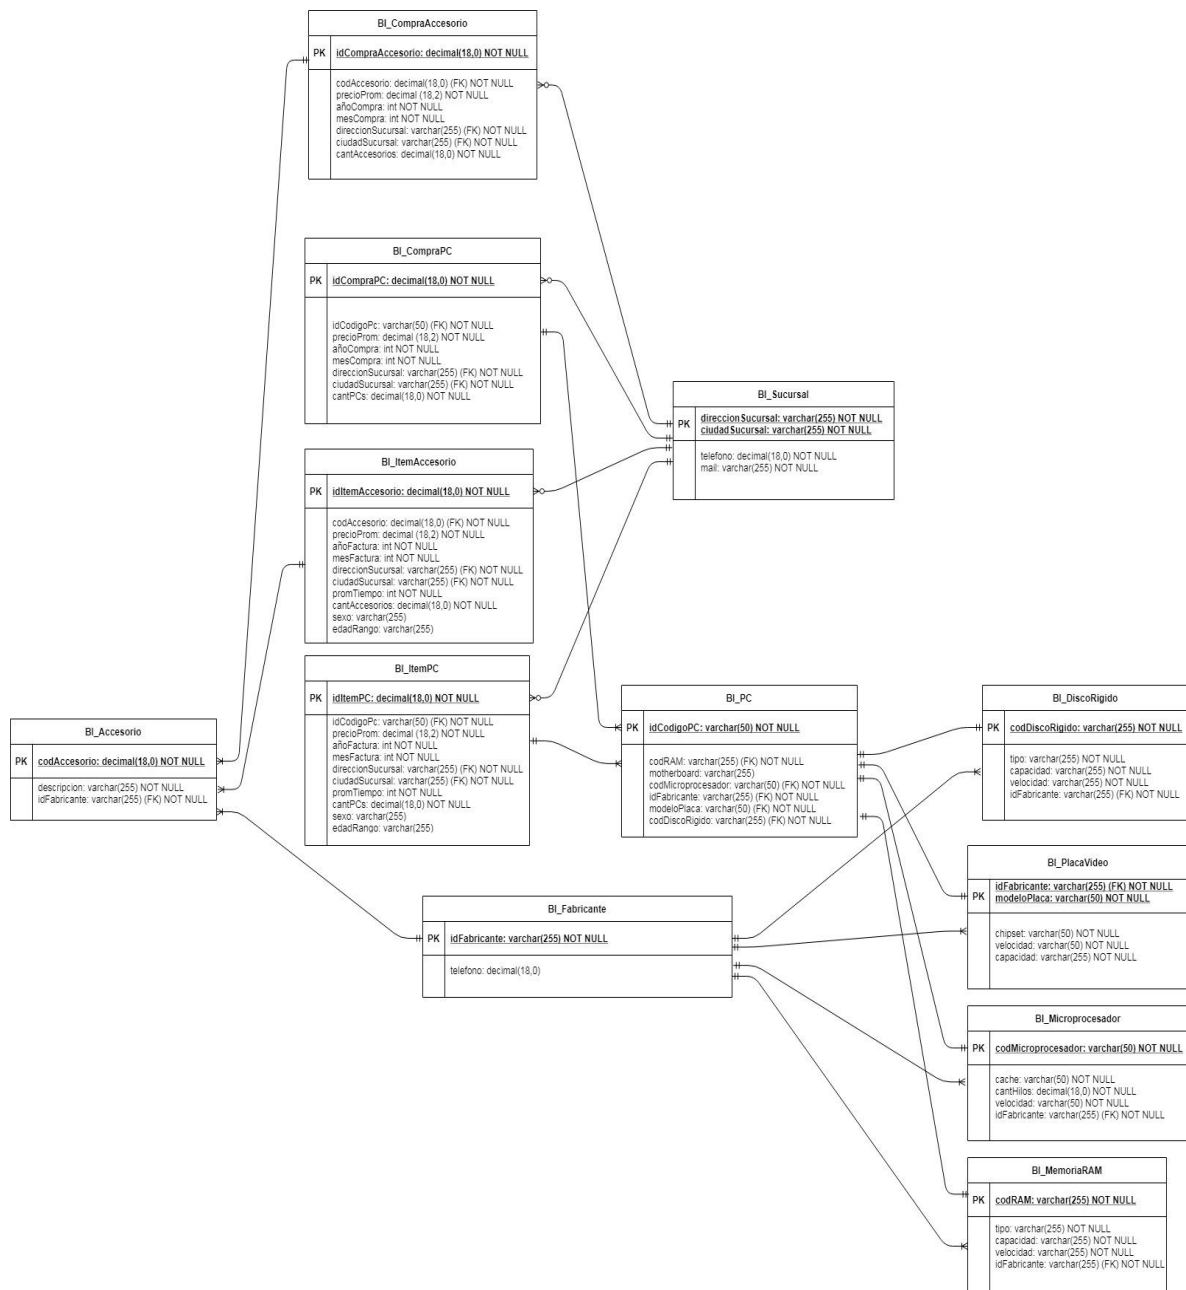 BI_CompraAccesorio
PK idCompraAccesorio: decimal(18,0) NOT NULL
codAccesorio: decimal(18,0) (FK) NOT NULL
precioProm: decimal (18,2) NOT NULL
añoCompra: int NOT NULL
mesCompra: int NOT NULL
direccionSucursal: varchar(255) (FK) NOT NULL
ciudadSucursal: varchar(255) (FK) NOT NULL
cantAccesorios: decimal(18,0) NOT NULL
BI_CompraPC
PK idCompraPC: decimal(18,0) NOT NULL
idCodigoPc: varchar(50) (FK) NOT NULL
precioProm: decimal (18,2) NOT NULL
añoCompra: int NOT NULL
mesCompra: int NOT NULL
direccionSucursal: varchar(255) (FK) NOT NULL
ciudadSucursal: varchar(255) (FK) NOT NULL
cantPCs: decimal(18,0) NOT NULL
BI_Sucursal
PK direccionSucursal: varchar(255) NOT NULL
ciudadSucursal: varchar(255) NOT NULL
telefono: decimal(18,0) NOT NULL
mail: varchar(255) NOT NULL
BI_ItemAccesorio
PK idItemAccesorio: decimal(18,0) NOT NULL
codAccesorio: decimal(18,0) (FK) NOT NULL
precioProm: decimal (18,2) NOT NULL
añoFactura: int NOT NULL
mesFactura: int NOT NULL
direccionSucursal: varchar(255) (FK) NOT NULL
ciudadSucursal: varchar(255) (FK) NOT NULL
promTiempo: int NOT NULL
cantAccesorios: decimal(18,0) NOT NULL
sexo: varchar(255)
edadRango: varchar(255)
BI_ItemPC
PK idItemPC: decimal(18,0) NOT NULL
idCodigoPc: varchar(50) (FK) NOT NULL
precioProm: decimal (18,2) NOT NULL
añoFactura: int NOT NULL
mesFactura: int NOT NULL
direccionSucursal: varchar(255) (FK) NOT NULL
ciudadSucursal: varchar(255) (FK) NOT NULL
promTiempo: int NOT NULL
cantPCs: decimal(18,0) NOT NULL
sexo: varchar(255)
edadRango: varchar(255)
BI_PC
PK idCodigoPC: varchar(50) NOT NULL
codRAM: varchar(255) (FK) NOT NULL
motherboard: varchar(255)
codMicroprocesador: varchar(50) (FK) NOT NULL
idFabricante: varchar(255) (FK) NOT NULL
modeloPlaca: varchar(50) (FK) NOT NULL
codDiscoRigido: varchar(255) (FK) NOT NULL
BI_DiscoRigido
PK codDiscoRigido: varchar(255) NOT NULL
tipo: varchar(255) NOT NULL
capacidad: varchar(255) NOT NULL
velocidad: varchar(255) NOT NULL
idFabricante: varchar(255) (FK) NOT NULL
BI_Accesorio
PK codAccesorio: decimal(18,0) NOT NULL
descripcion: varchar(255) NOT NULL
idFabricante: varchar(255) (FK) NOT NULL
BI_PlacaVideo
PK idFabricante: varchar(255) (FK) NOT NULL
modeloPlaca: varchar(50) NOT NULL
chipset: varchar(50) NOT NULL
velocidad: varchar(50) NOT NULL
capacidad: varchar(255) NOT NULL
BI_Fabricante
PK idFabricante: varchar(255) NOT NULL
telefono: decimal(18,0)
BI_Microprocesador
PK codMicroprocesador: varchar(50) NOT NULL
cache: varchar(50) NOT NULL
cantHilos: decimal(18,0) NOT NULL
velocidad: varchar(50) NOT NULL
idFabricante: varchar(255) (FK) NOT NULL
BI_MemoriaRAM
PK codRAM: varchar(255) NOT NULL
tipo: varchar(255) NOT NULL
capacidad: varchar(255) NOT NULL
velocidad: varchar(255) NOT NULL
idFabricante: varchar(255) (FK) NOT NULL